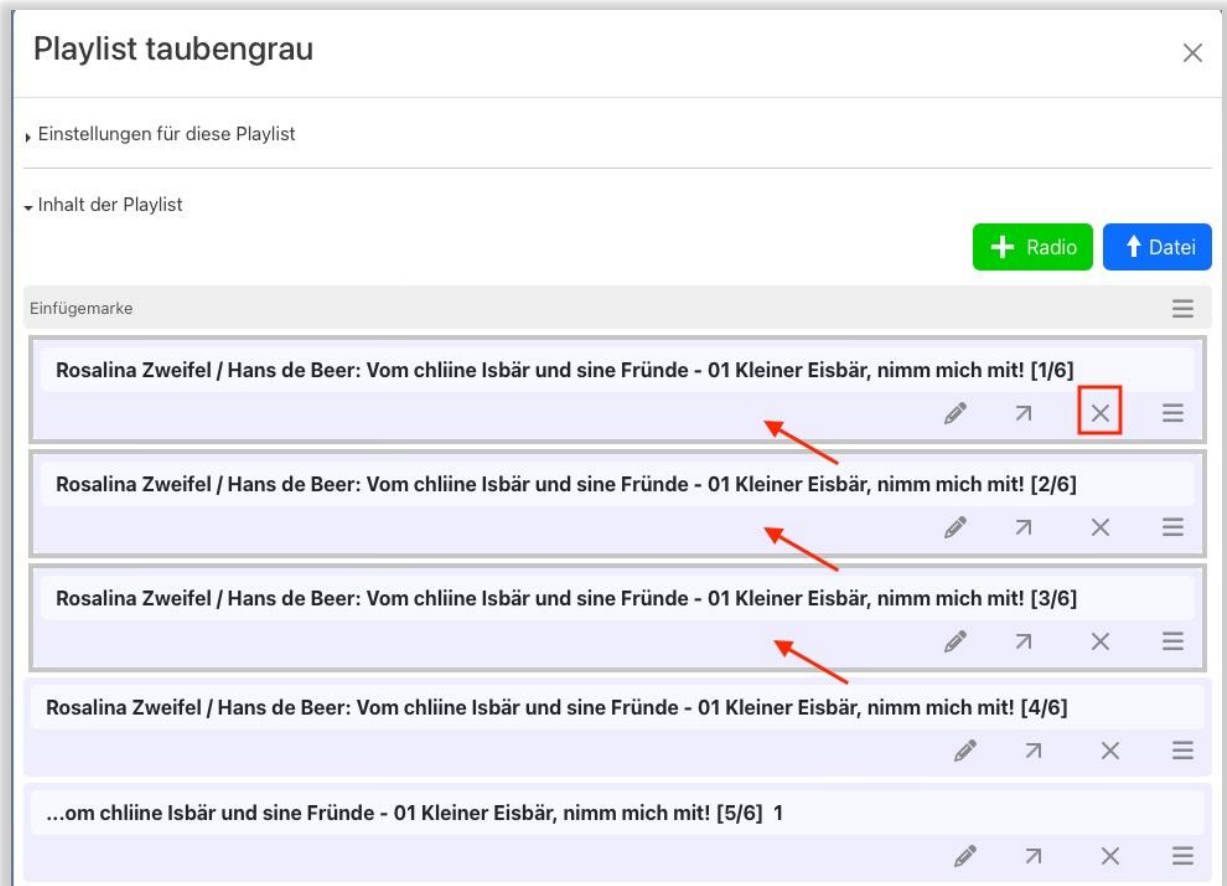 Playlist taubengrau
Einstellungen für diese Playlist
Inhalt der Playlist
Radio
Datei
Einfügemarke
Rosalina Zweifel / Hans de Beer: Vom chliine Isbär und sine Fründe - 01 Kleiner Eisbär, nimm mich mit! [1/6]
Rosalina Zweifel / Hans de Beer: Vom chliine Isbär und sine Fründe - 01 Kleiner Eisbär, nimm mich mit! [2/6]
Rosalina Zweifel / Hans de Beer: Vom chliine Isbär und sine Fründe - 01 Kleiner Eisbär, nimm mich mit! [3/6]
Rosalina Zweifel / Hans de Beer: Vom chliine Isbär und sine Fründe - 01 Kleiner Eisbär, nimm mich mit! [4/6]
...om chliine Isbär und sine Fründe - 01 Kleiner Eisbär, nimm mich mit! [5/6] 1